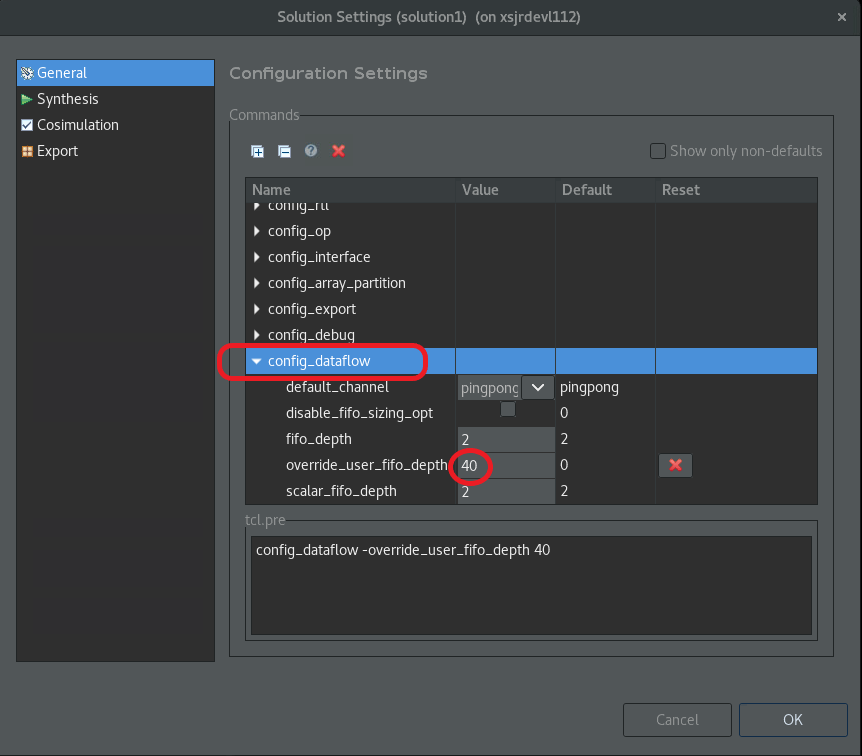 Solution Settings (solution1) (on xsjrdevl112)
General
Synthesis
Cosimulation
Export
Configuration Settings
Commands
Show only non-defaults
Name Value Default Reset
config_rtl
config_op
config_interface
config_array_partition
config_export
config_debug
config_dataflow
default_channel pingpong pingpong
disable_fifo_sizing_opt 0
fifo_depth 2 2
override_user_fifo_depth 40 0
scalar_fifo_depth 2 2
tcl.pre
config_dataflow -override_user_fifo_depth 40
Cancel OK